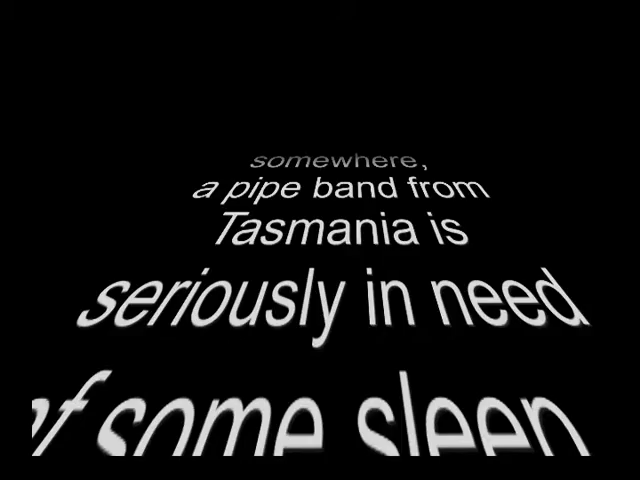 somewhere,
a pipe band from
Tasmania is
seriously in need
of some sleep